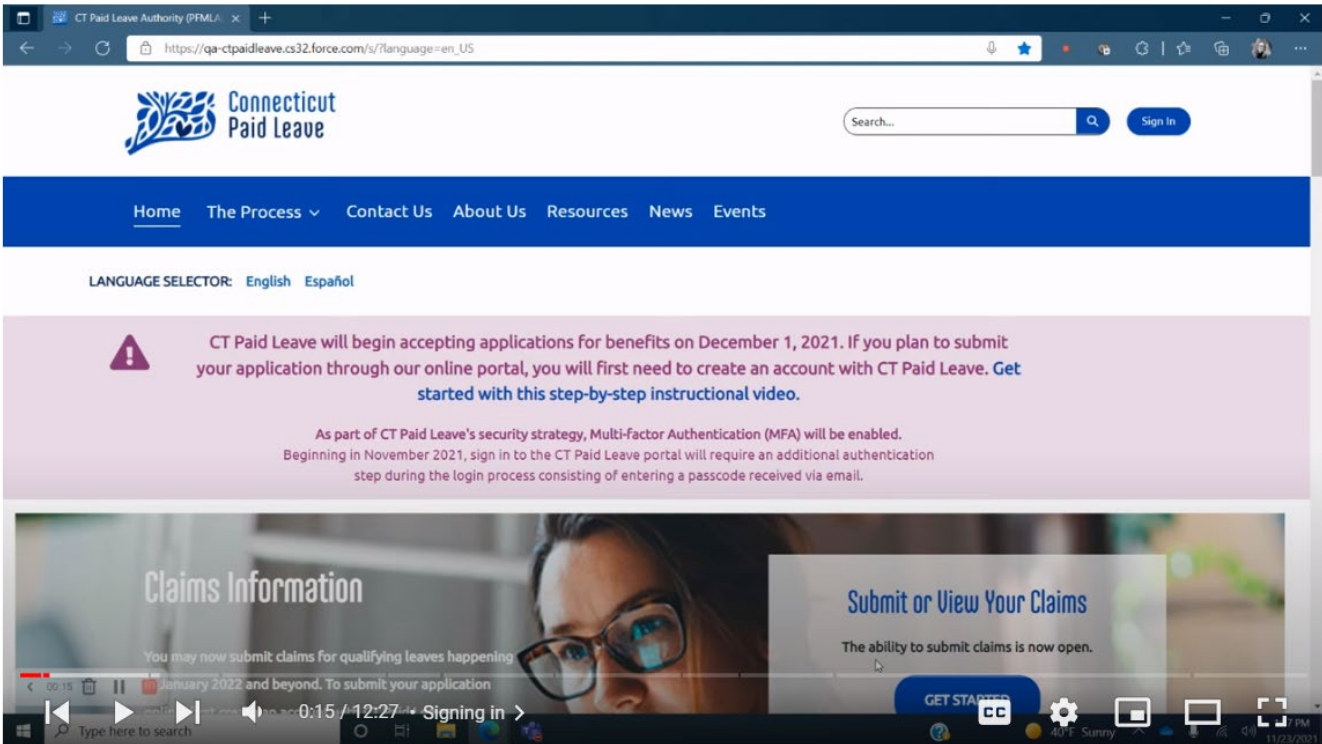 CT Paid Leave Authority (PFMLA
https://qa-ctpaidleave.cs32.force.com/s/?language=en_US
Connecticut
Paid Leave
Search...
Sign In
Home The Process Contact Us About Us Resources News Events
LANGUAGE SELECTOR: English Español
CT Paid Leave will begin accepting applications for benefits on December 1, 2021. If you plan to submit
your application through our online portal, you will first need to create an account with CT Paid Leave. Get
started with this step-by-step instructional video.
As part of CT Paid Leave's security strategy, Multi-factor Authentication (MFA) will be enabled.
Beginning in November 2021, sign in to the CT Paid Leave portal will require an additional authentication
step during the login process consisting of entering a passcode received via email.
Claims Information
You may now submit claims for qualifying leaves happening
January 2022 and beyond. To submit your application
Submit or View Your Claims
The ability to submit claims is now open.
GET STARTED
00:15
0:15 / 12:27 • Signing in >
CC
Type here to search
40°F Sunny
7 PM
11/23/2021